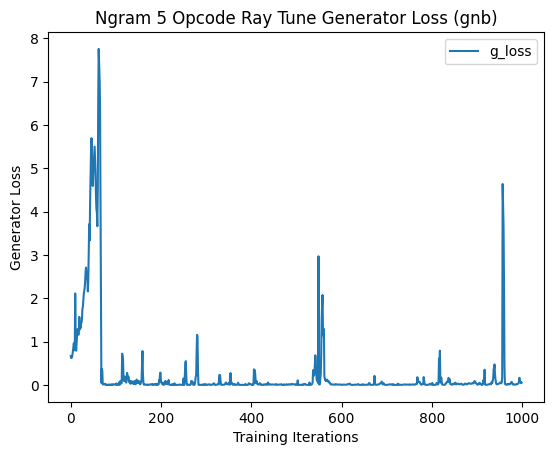 Ngram 5 Opcode Ray Tune Generator Loss (gnb)
g_loss
Generator Loss
8
7
6
5
4
3
2
1
0
0 200 400 600 800 1000
Training Iterations